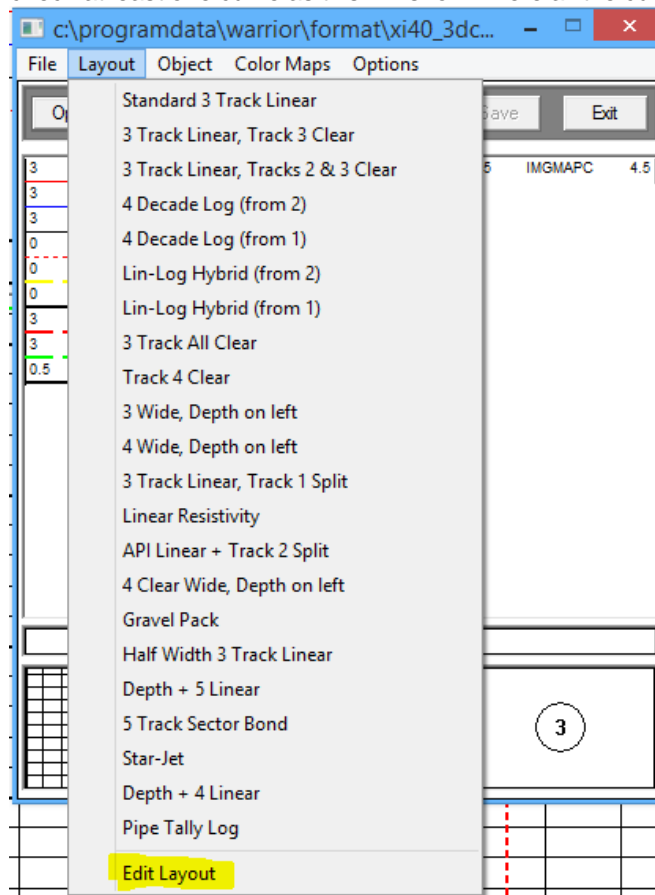 c:\programdata\warrior\format\xi40_3dc...
File Layout Object Color Maps Options
Save Exit
3 5 IMGMAPC 4.5
3
3
0
0
0
3
3
0.5
Standard 3 Track Linear
3 Track Linear, Track 3 Clear
3 Track Linear, Tracks 2 & 3 Clear
4 Decade Log (from 2)
4 Decade Log (from 1)
Lin-Log Hybrid (from 2)
Lin-Log Hybrid (from 1)
3 Track All Clear
Track 4 Clear
3 Wide, Depth on left
4 Wide, Depth on left
3 Track Linear, Track 1 Split
Linear Resistivity
API Linear + Track 2 Split
4 Clear Wide, Depth on left
Gravel Pack
Half Width 3 Track Linear
Depth + 5 Linear
5 Track Sector Bond
Star-Jet
Depth + 4 Linear
Pipe Tally Log
Edit Layout
3